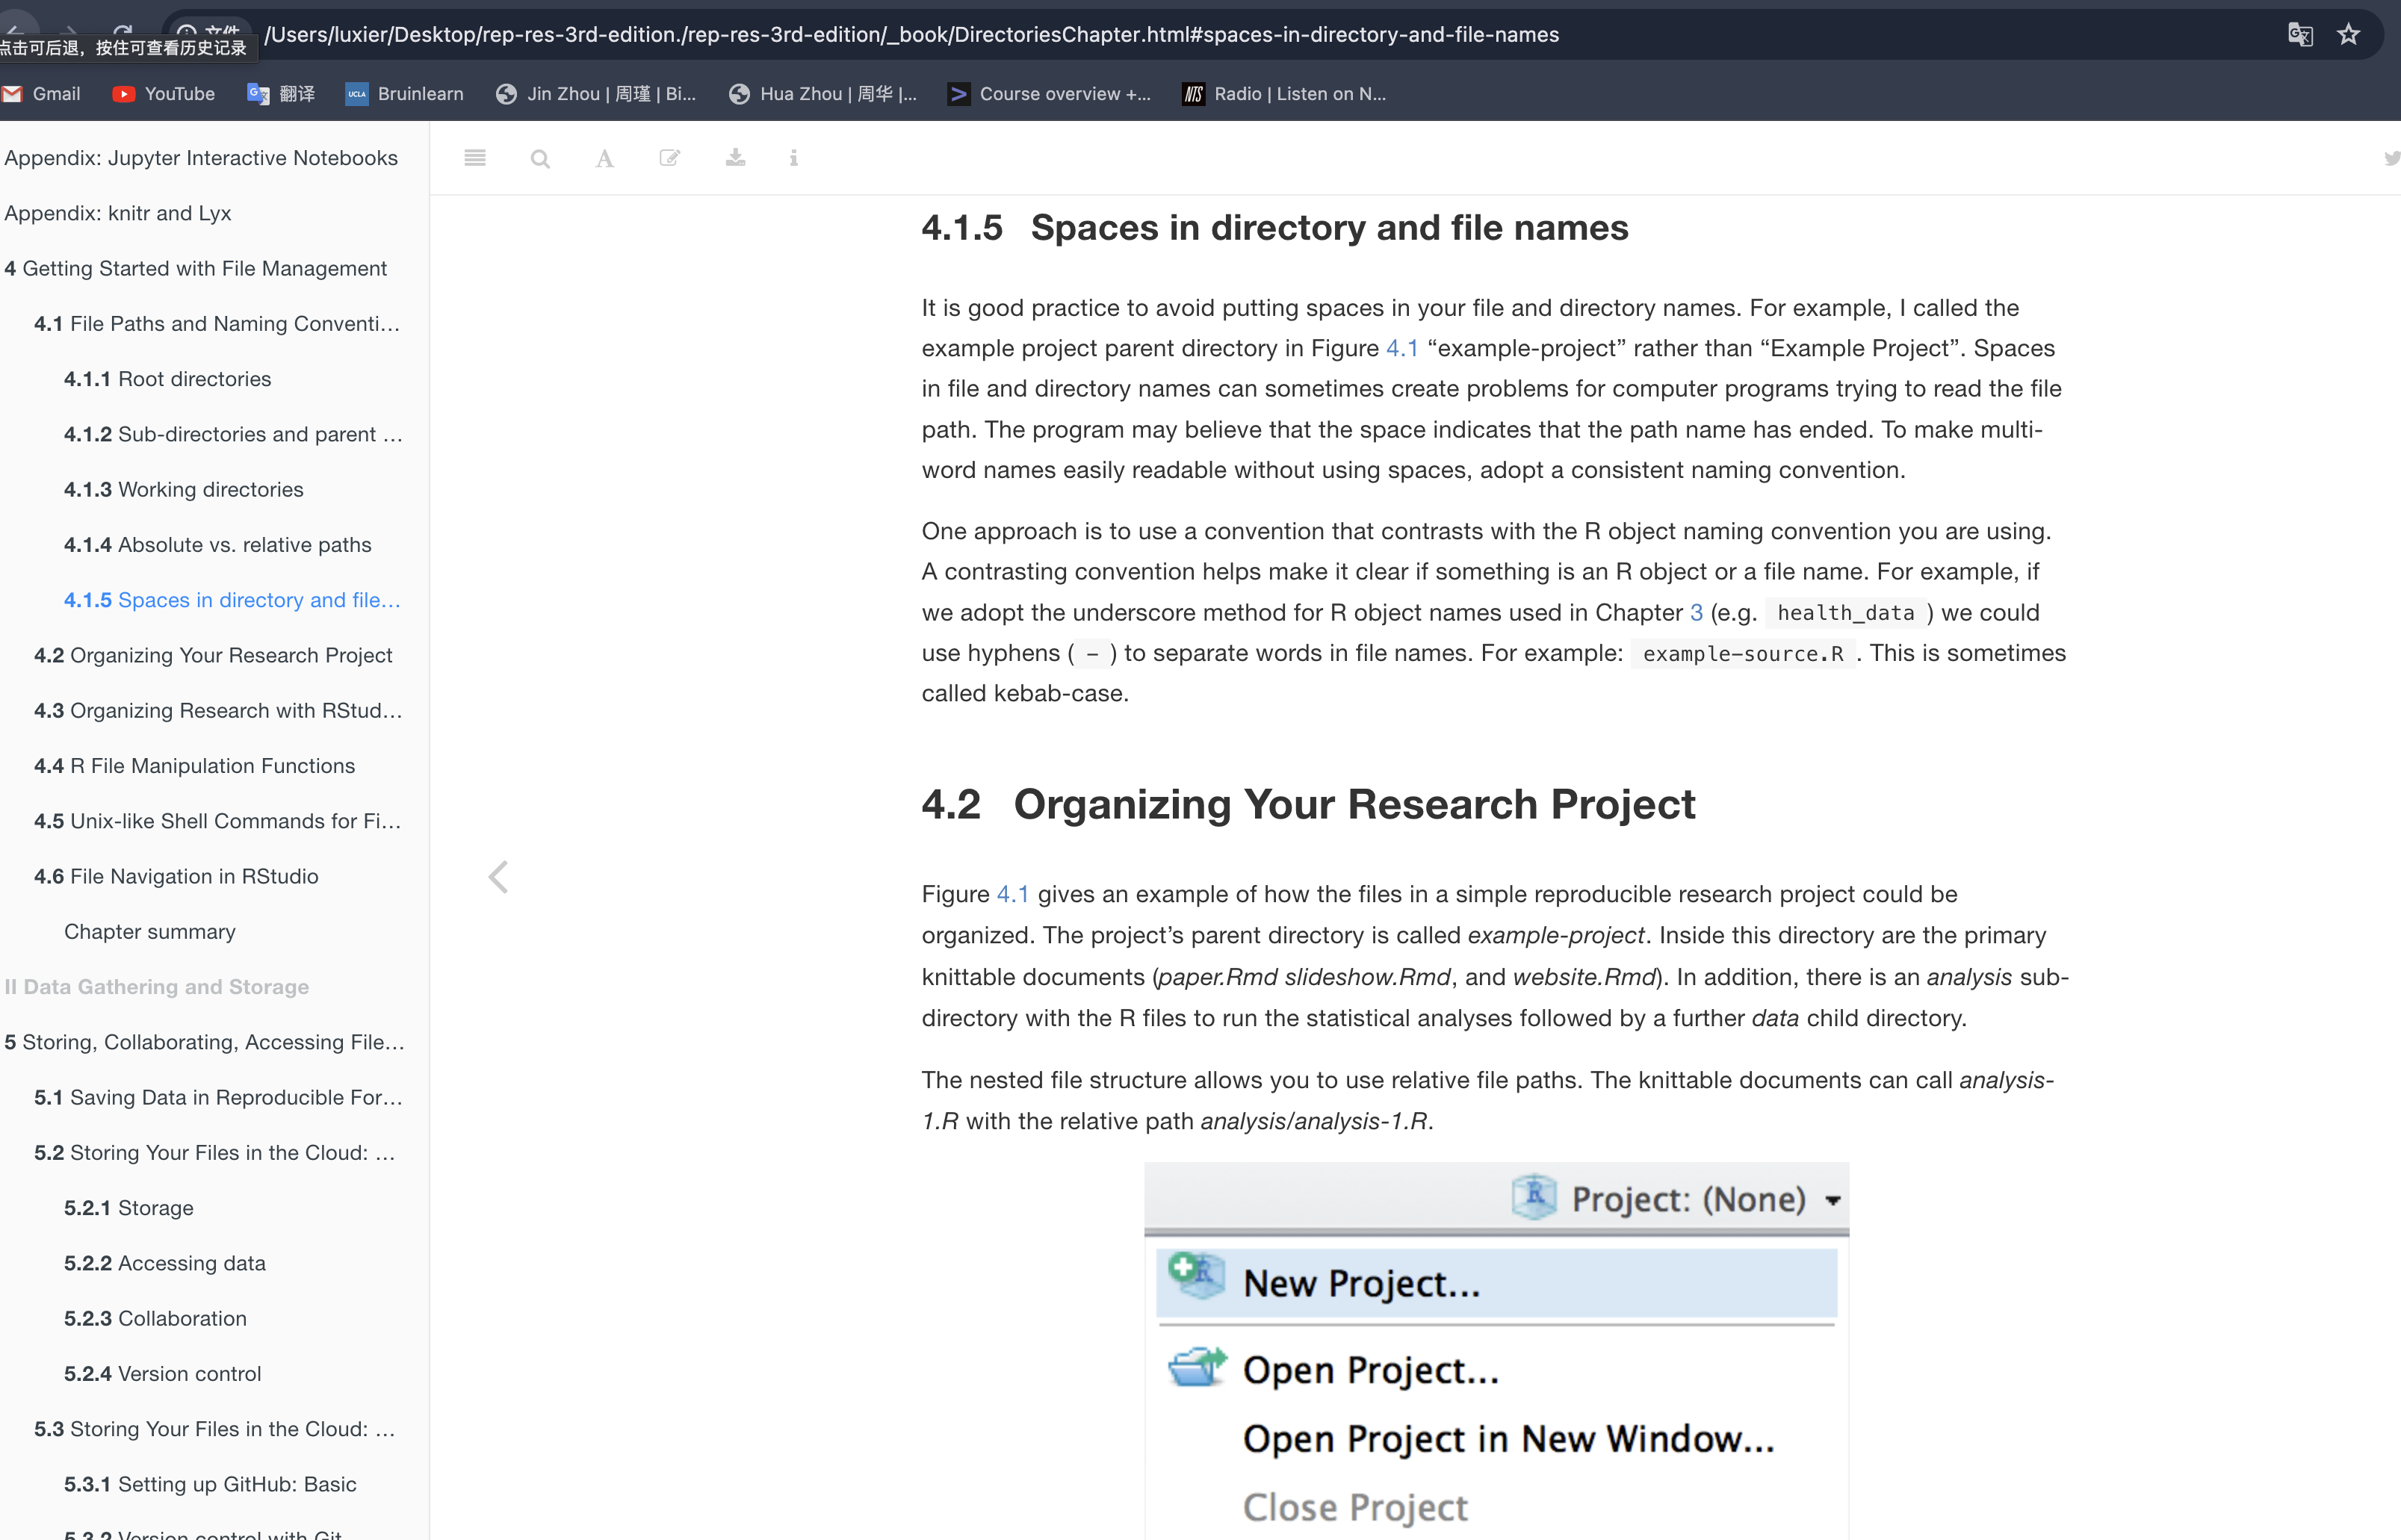 文件
/Users/luxier/Desktop/rep-res-3rd-edition./rep-res-3rd-edition/_book/DirectoriesChapter.html#spaces-in-directory-and-file-names
点击可后退，按住可查看历史记录
Gmail YouTube 翻译 UCLA Bruinlearn Jin Zhou | 周瑾 | Bi... Hua Zhou | 周华 |... Course overview +... NTS Radio | Listen on N...
Appendix: Jupyter Interactive Notebooks
Appendix: knitr and Lyx
4 Getting Started with File Management
4.1 File Paths and Naming Conventi...
4.1.1 Root directories
4.1.2 Sub-directories and parent ...
4.1.3 Working directories
4.1.4 Absolute vs. relative paths
4.1.5 Spaces in directory and file...
4.2 Organizing Your Research Project
4.3 Organizing Research with RStud...
4.4 R File Manipulation Functions
4.5 Unix-like Shell Commands for Fi...
4.6 File Navigation in RStudio
Chapter summary
II Data Gathering and Storage
5 Storing, Collaborating, Accessing File...
5.1 Saving Data in Reproducible For...
5.2 Storing Your Files in the Cloud: ...
5.2.1 Storage
5.2.2 Accessing data
5.2.3 Collaboration
5.2.4 Version control
5.3 Storing Your Files in the Cloud: ...
5.3.1 Setting up GitHub: Basic
5.3.2 Version control with Git
4.1.5 Spaces in directory and file names
It is good practice to avoid putting spaces in your file and directory names. For example, I called the
example project parent directory in Figure 4.1 “example-project” rather than “Example Project”. Spaces
in file and directory names can sometimes create problems for computer programs trying to read the file
path. The program may believe that the space indicates that the path name has ended. To make multi-
word names easily readable without using spaces, adopt a consistent naming convention.
One approach is to use a convention that contrasts with the R object naming convention you are using.
A contrasting convention helps make it clear if something is an R object or a file name. For example, if
we adopt the underscore method for R object names used in Chapter 3 (e.g. health_data ) we could
use hyphens ( - ) to separate words in file names. For example: example-source.R . This is sometimes
called kebab-case.
4.2 Organizing Your Research Project
Figure 4.1 gives an example of how the files in a simple reproducible research project could be
organized. The project’s parent directory is called example-project. Inside this directory are the primary
knittable documents (paper.Rmd slideshow.Rmd, and website.Rmd). In addition, there is an analysis sub-
directory with the R files to run the statistical analyses followed by a further data child directory.
The nested file structure allows you to use relative file paths. The knittable documents can call analysis-
1.R with the relative path analysis/analysis-1.R.
Project: (None)
New Project...
Open Project...
Open Project in New Window...
Close Project